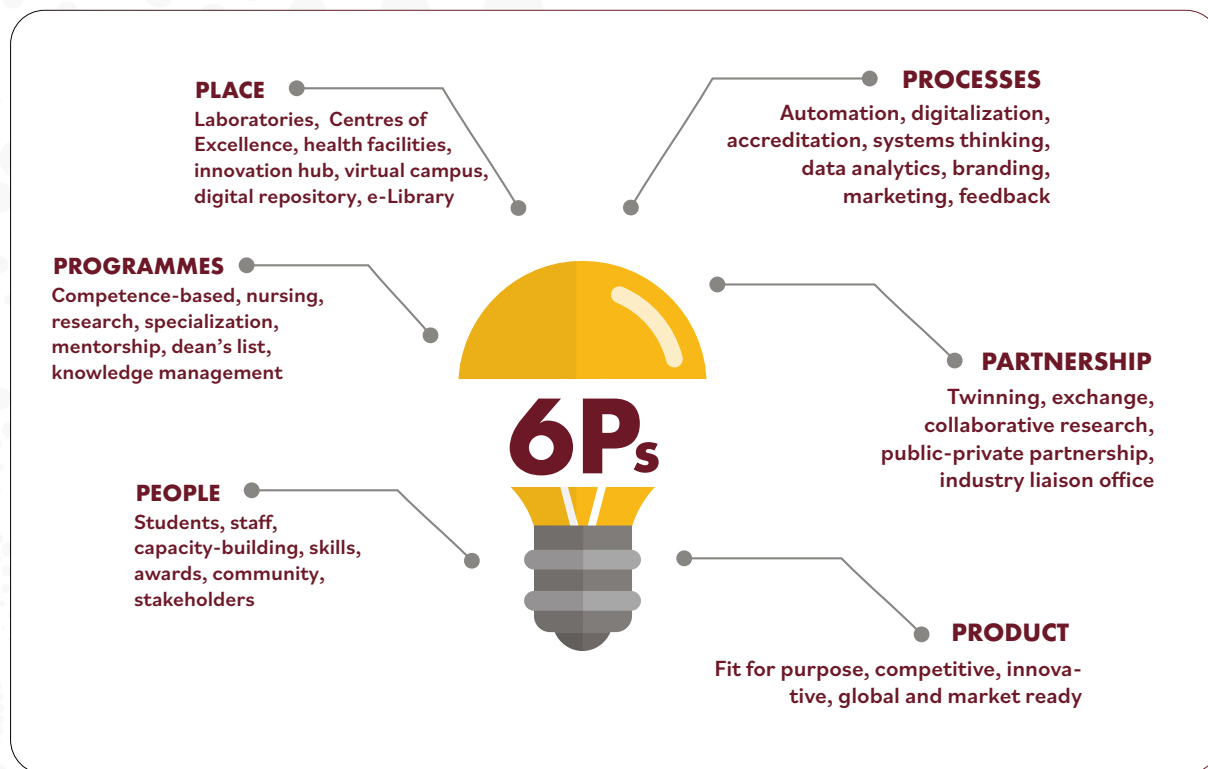 PLACE
Laboratories, Centres of
Excellence, health facilities,
innovation hub, virtual campus,
digital repository, e-Library
PROGRAMMES
Competence-based, nursing,
research, specialization,
mentorship, dean's list,
knowledge management
PEOPLE
Students, staff,
capacity-building, skills,
awards, community,
stakeholders
6Ps
PROCESSES
Automation, digitalization,
accreditation, systems thinking,
data analytics, branding,
marketing, feedback
PARTNERSHIP
Twinning, exchange,
collaborative research,
public-private partnership,
industry liaison office
PRODUCT
Fit for purpose, competitive, innova-
tive, global and market ready